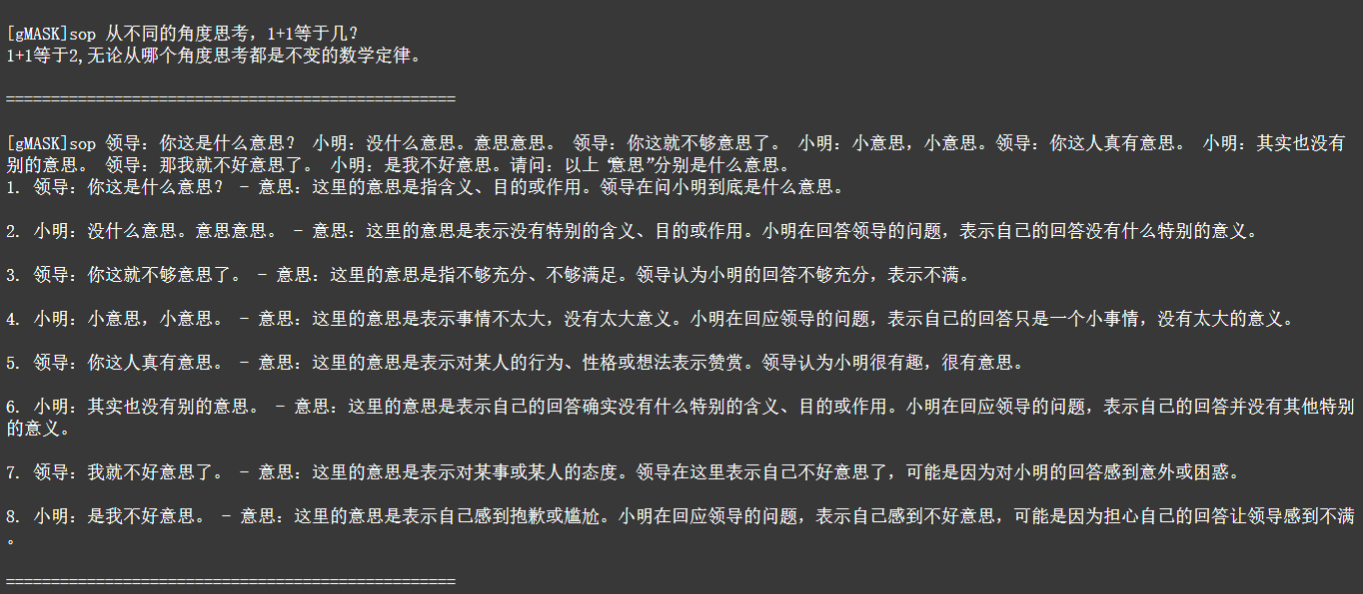 [gMASK]sop 从不同的角度思考，1+1等于几？
1+1等于2,无论从哪个角度思考都是不变的数学定律。
==================================================
[gMASK]sop 领导：你这是什么意思？ 小明：没什么意思。意思意思。 领导：你这就不够意思了。 小明：小意思，小意思。领导：你这人真有意思。 小明：其实也没有
别的意思。 领导：那我就不好意思了。 小明：是我不好意思。请问：以上“意思”分别是什么意思。
1. 领导：你这是什么意思？ - 意思：这里的意思是指含义、目的或作用。领导在问小明到底是什么意思。
2. 小明：没什么意思。意思意思。 - 意思：这里的意思是表示没有特别的含义、目的或作用。小明在回答领导的问题，表示自己的回答没有什么特别的意义。
3. 领导：你这就不够意思了。 - 意思：这里的意思是指不够充分、不够满足。领导认为小明的回答不够充分，表示不满。
4. 小明：小意思，小意思。 - 意思：这里的意思是表示事情不太大，没有太大意义。小明在回应领导的问题，表示自己的回答只是一个小事情，没有太大的意义。
5. 领导：你这人真有意思。 - 意思：这里的意思是表示对某人的行为、性格或想法表示赞赏。领导认为小明很有趣，很有意思。
6. 小明：其实也没有别的意思。 - 意思：这里的意思是表示自己的回答确实没有什么特别的含义、目的或作用。小明在回应领导的问题，表示自己的回答并没有其他特别
的意义。
7. 领导：我就不好意思了。 - 意思：这里的意思是表示对某事或某人的态度。领导在这里表示自己不好意思了，可能是因为对小明的回答感到意外或困惑。
8. 小明：是我不好意思。 - 意思：这里的意思是表示自己感到抱歉或尴尬。小明在回应领导的问题，表示自己感到不好意思，可能是因为担心自己的回答让领导感到不满
。
==================================================